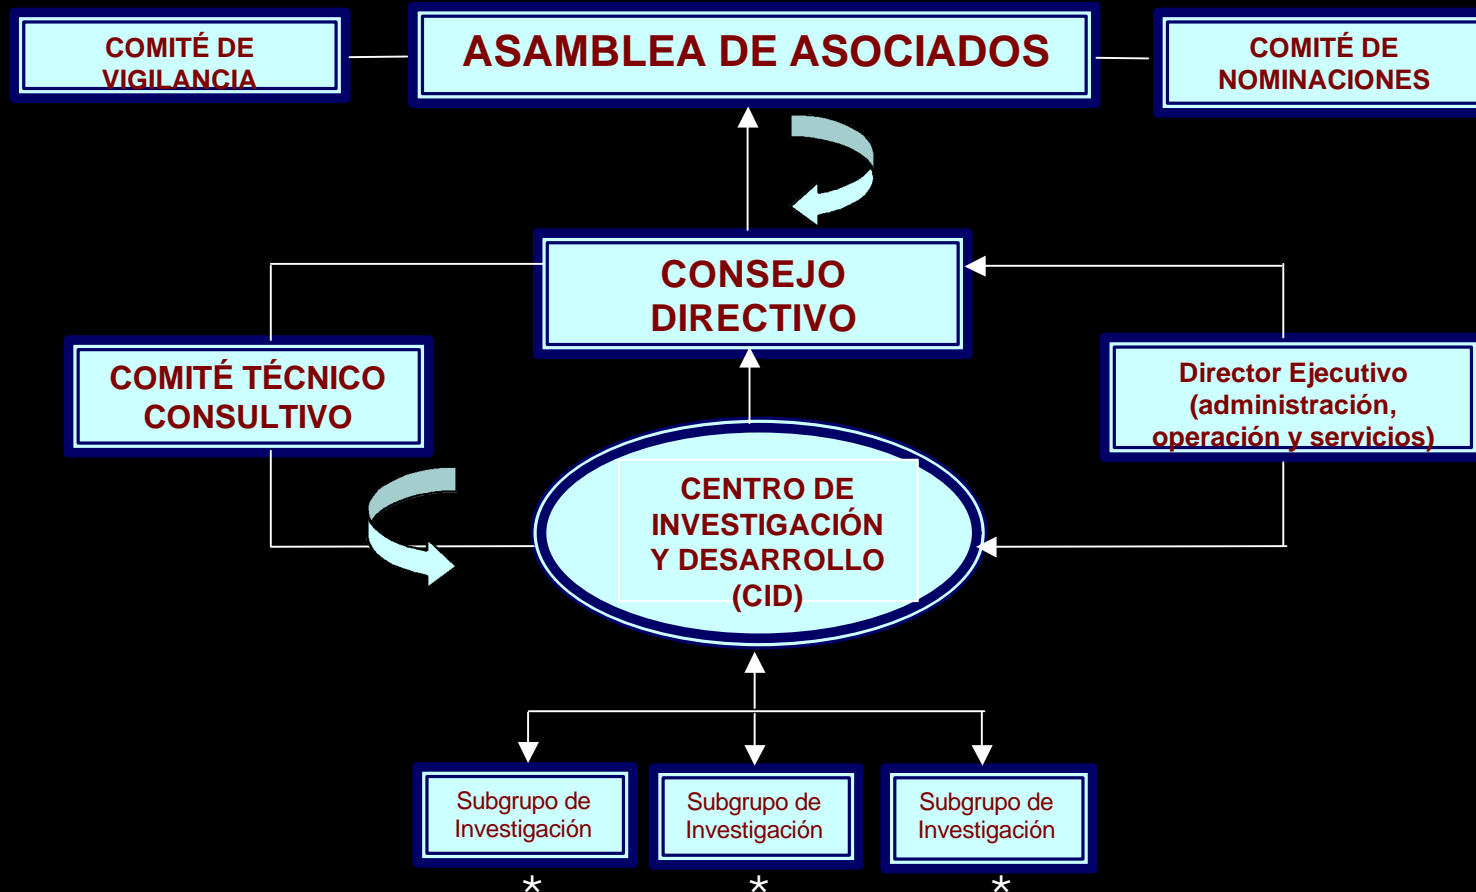 COMITÉ DE
VIGILANCIA
ASAMBLEA DE ASOCIADOS
COMITÉ DE
NOMINACIONES
CONSEJO
DIRECTIVO
COMITÉ TÉCNICO
CONSULTIVO
Director Ejecutivo
(administración,
operación y servicios)
CENTRO DE
INVESTIGACIÓN
Y DESARROLLO
(CID)
Subgrupo de
Investigación
Subgrupo de
Investigación
Subgrupo de
Investigación
* * *